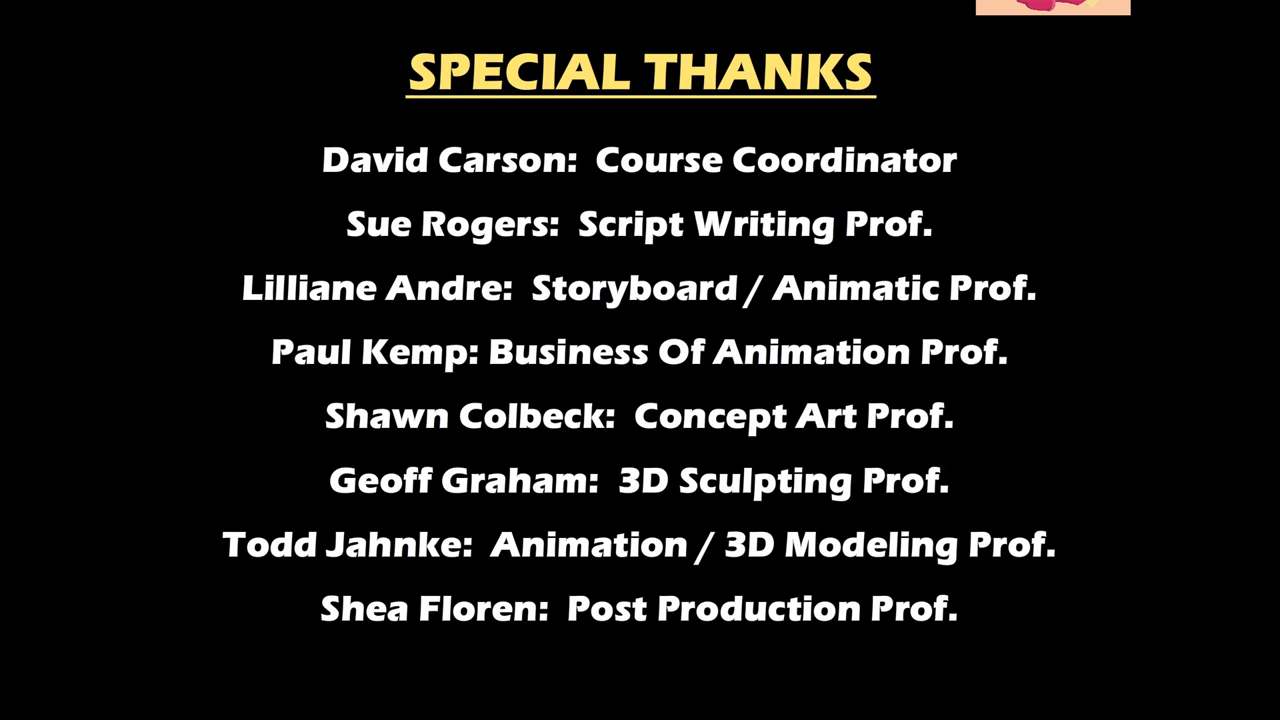 SPECIAL THANKS
David Carson: Course Coordinator
Sue Rogers: Script Writing Prof.
Lilliane Andre: Storyboard / Animatic Prof.
Paul Kemp: Business Of Animation Prof.
Shawn Colbeck: Concept Art Prof.
Geoff Graham: 3D Sculpting Prof.
Todd Jahnke: Animation / 3D Modeling Prof.
Shea Floren: Post Production Prof.